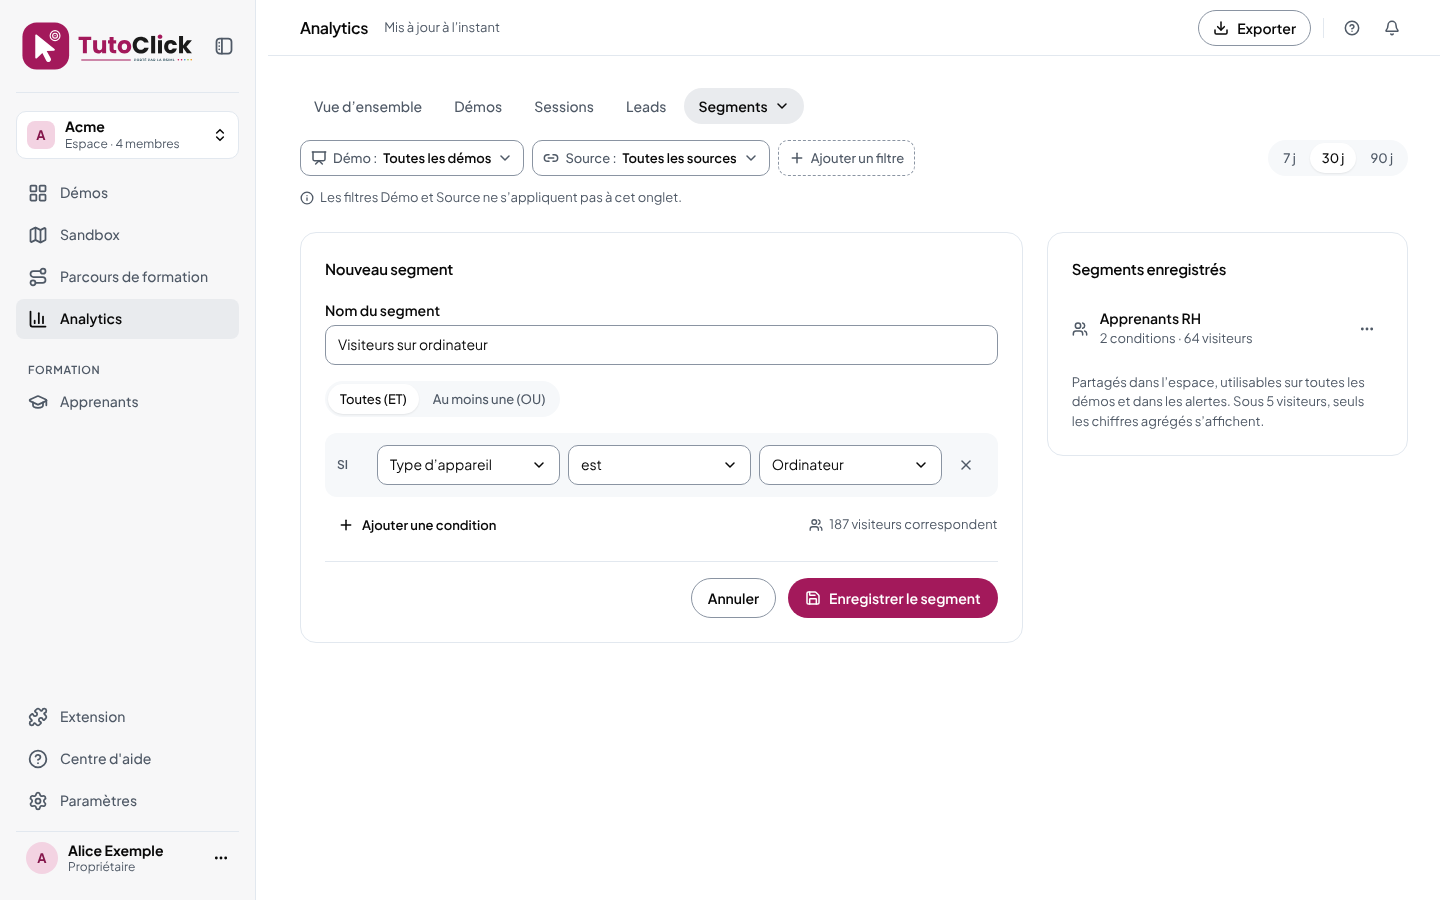 TutoClick
Acme
Espace · 4 membres
Démos
Sandbox
Parcours de formation
Analytics
FORMATION
Apprenants
Extension
Centre d'aide
Paramètres
A
Alice Exemple
Propriétaire
Analytics
Mis à jour à l'instant
Exporter
Vue d'ensemble
Démos
Sessions
Leads
Segments
Démo : Toutes les démos
Source : Toutes les sources
Ajouter un filtre
7 j
30 j
90 j
Les filtres Démo et Source ne s'appliquent pas à cet onglet.
Nouveau segment
Nom du segment
Visiteurs sur ordinateur
Toutes (ET)
Au moins une (OU)
SI
Type d'appareil
est
Ordinateur
Ajouter une condition
187 visiteurs correspondent
Annuler
Enregistrer le segment
Segments enregistrés
Apprenants RH
2 conditions · 64 visiteurs
Partagés dans l'espace, utilisables sur toutes les
démos et dans les alertes. Sous 5 visiteurs, seuls
les chiffres agrégés s'affichent.